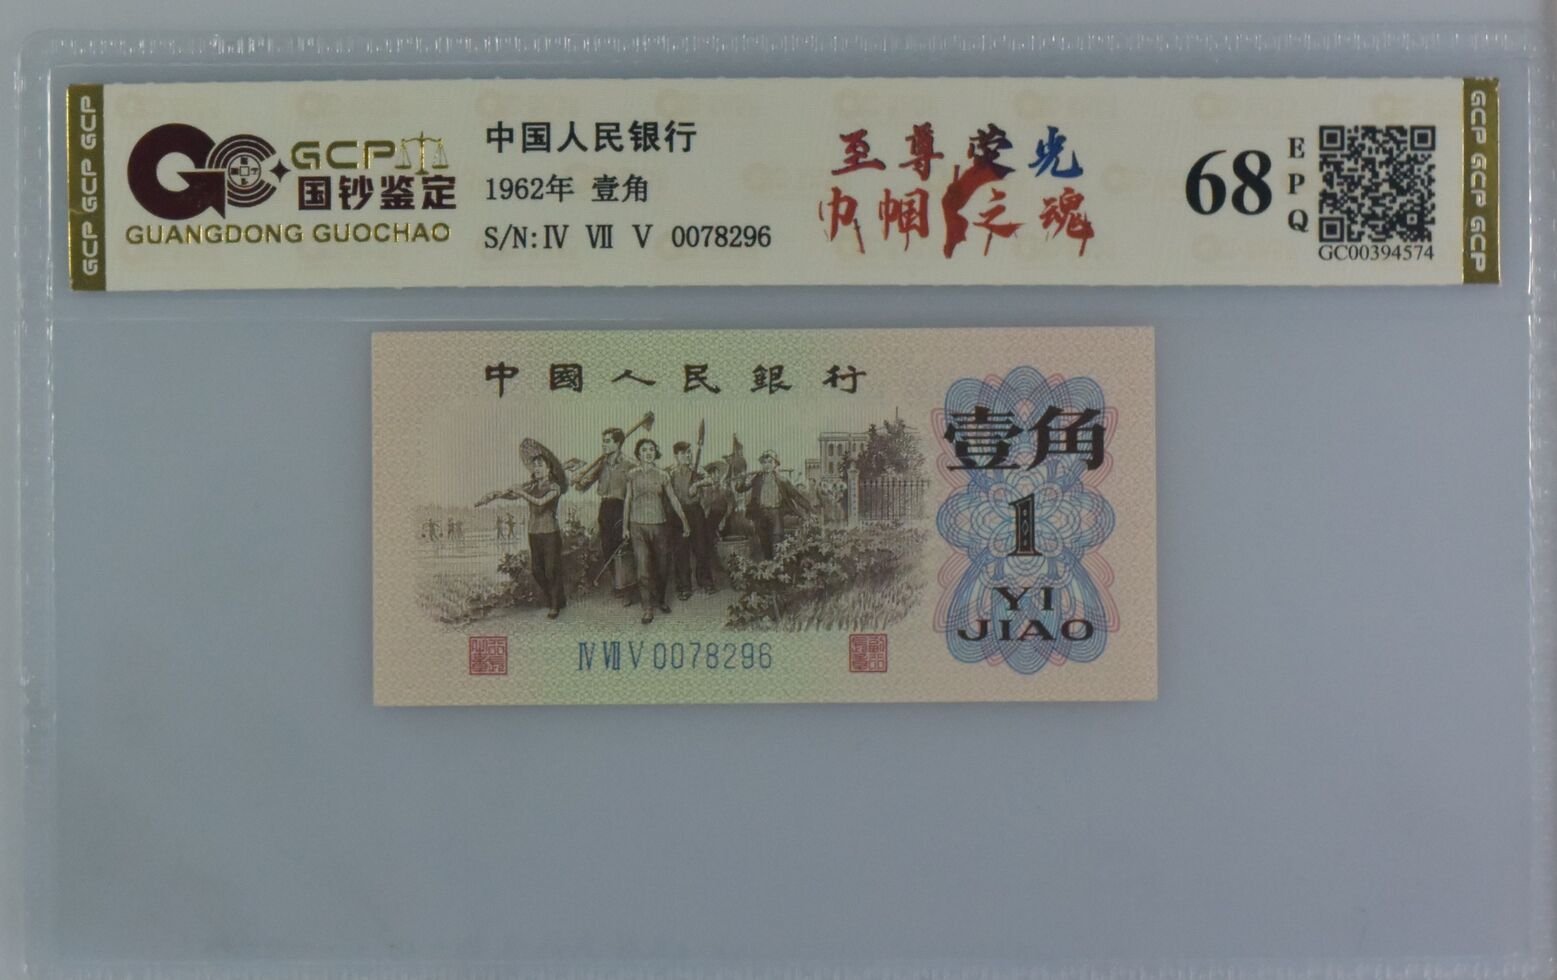 GCP
国钞鉴定
GUANGDONG GUOCHAO
中国人民银行
1962年 壹角
S/N: IV VII V 0078296
至尊荣光
巾帼之魂
68
EPQ
GC00394574
GCP GCP GCP
GCP GCP GCP
中國人民銀行
壹角
1
YI
JIAO
IV VII V 0078296